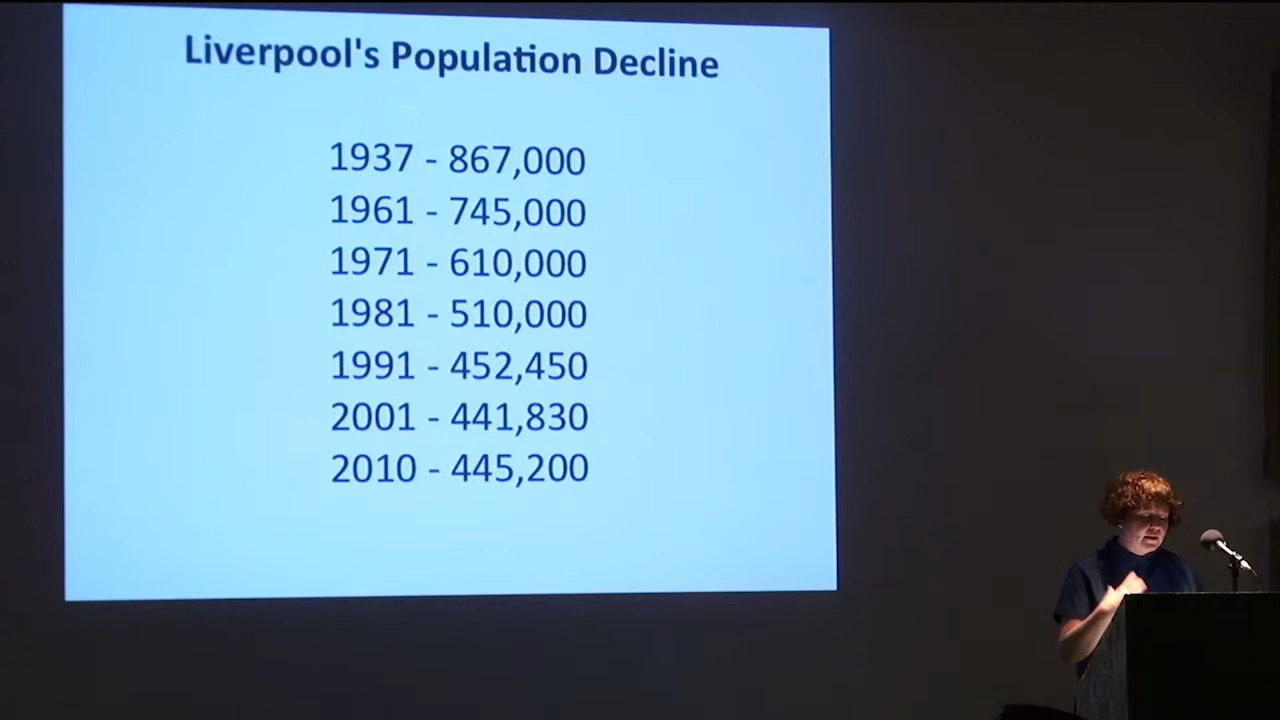 Liverpool's Population Decline
1937 - 867,000
1961 - 745,000
1971 - 610,000
1981 - 510,000
1991 - 452,450
2001 - 441,830
2010 - 445,200